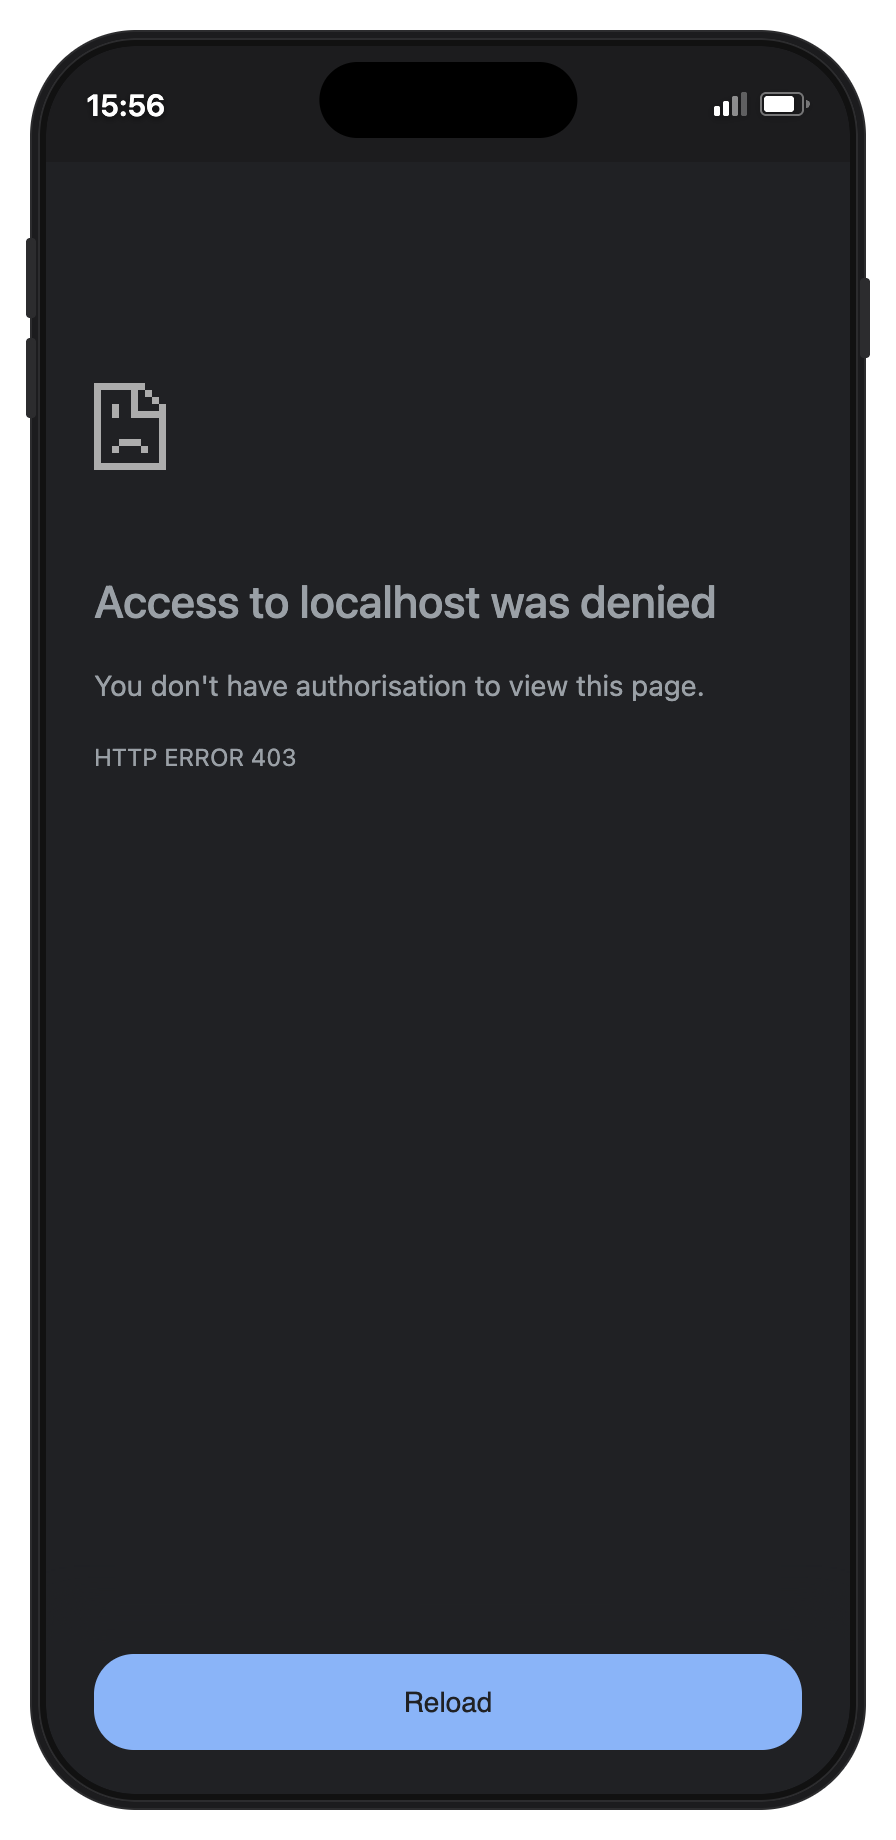 15:56
Access to localhost was denied
You don't have authorisation to view this page.
HTTP ERROR 403
Reload